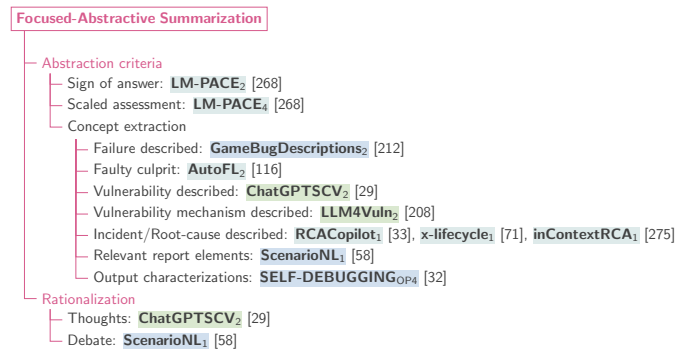 Focused-Abstractive Summarization
Abstraction criteria
Sign of answer: LM-PACE₂ [268]
Scaled assessment: LM-PACE₄ [268]
Concept extraction
Failure described: GameBugDescriptions₂ [212]
Faulty culprit: AutoFL₂ [116]
Vulnerability described: ChatGPTSCV₂ [29]
Vulnerability mechanism described: LLM4Vuln₂ [208]
Incident/Root-cause described: RCACopilot₁ [33], x-lifecycle₁ [71], inContextRCA₁ [275]
Relevant report elements: ScenarioNL₁ [58]
Output characterizations: SELF-DEBUGGING_OP4 [32]
Rationalization
Thoughts: ChatGPTSCV₂ [29]
Debate: ScenarioNL₁ [58]